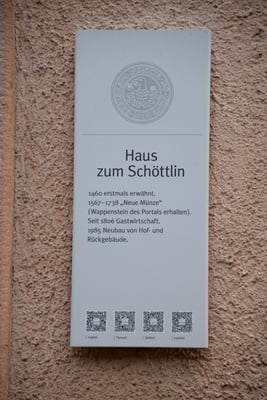 Haus
zum Schöttlin
1460 erstmals erwähnt.
1567–1738 „Neue Münze“
(Wappenstein des Portals erhalten).
Seit 1806 Gastwirtschaft.
1985 Neubau von Hof- und
Rückgebäude.